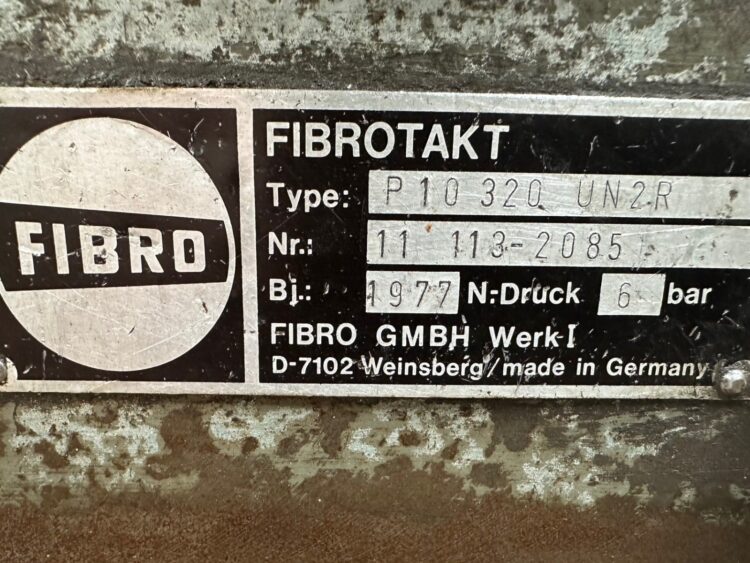 FIBRO
FIBROTAKT
Type: P10 320 UN2R
Nr.: 11 113-2085
Bj.: 1977 N.-Druck 6 bar
FIBRO GMBH Werk I
D-7102 Weinsberg/made in Germany